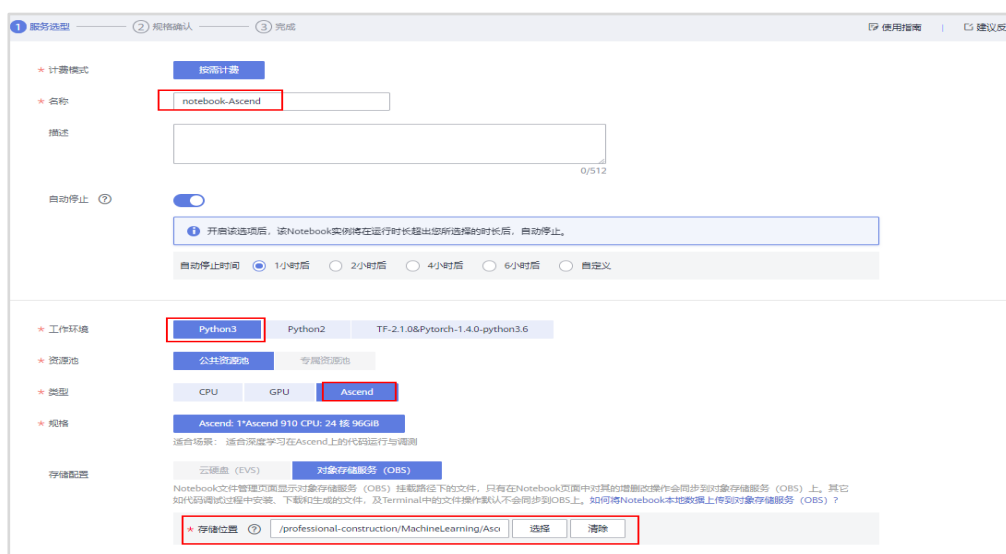 1 服务选型 2 规格确认 3 完成 使用指南 | 建议反
* 计费模式 按需计费
* 名称 notebook-Ascend
描述
0/512
自动停止 ?
开启该选项后，该Notebook实例将在运行时长超出您所选择的时长后，自动停止。
自动停止时间 1小时后 2小时后 4小时后 6小时后 自定义
* 工作环境 Python3 Python2 TF-2.1.0&Pytorch-1.4.0-python3.6
* 资源池 公共资源池 专属资源池
* 类型 CPU GPU Ascend
* 规格 Ascend: 1*Ascend 910 CPU: 24 核 96GiB
适合场景： 适合深度学习在Ascend上的代码运行与调测
存储配置 云硬盘（EVS） 对象存储服务（OBS）
Notebook文件管理页面显示对象存储服务（OBS）挂载路径下的文件，只有在Notebook页面中对其的增删改操作会同步到对象存储服务（OBS）上。其它
如代码调试过程中安装、下载和生成的文件，及Terminal中的文件操作默认不会同步到OBS上。如何将Notebook本地数据上传到对象存储服务（OBS）?
* 存储位置 ? /professional-construction/MachineLearning/Asc 选择 清除